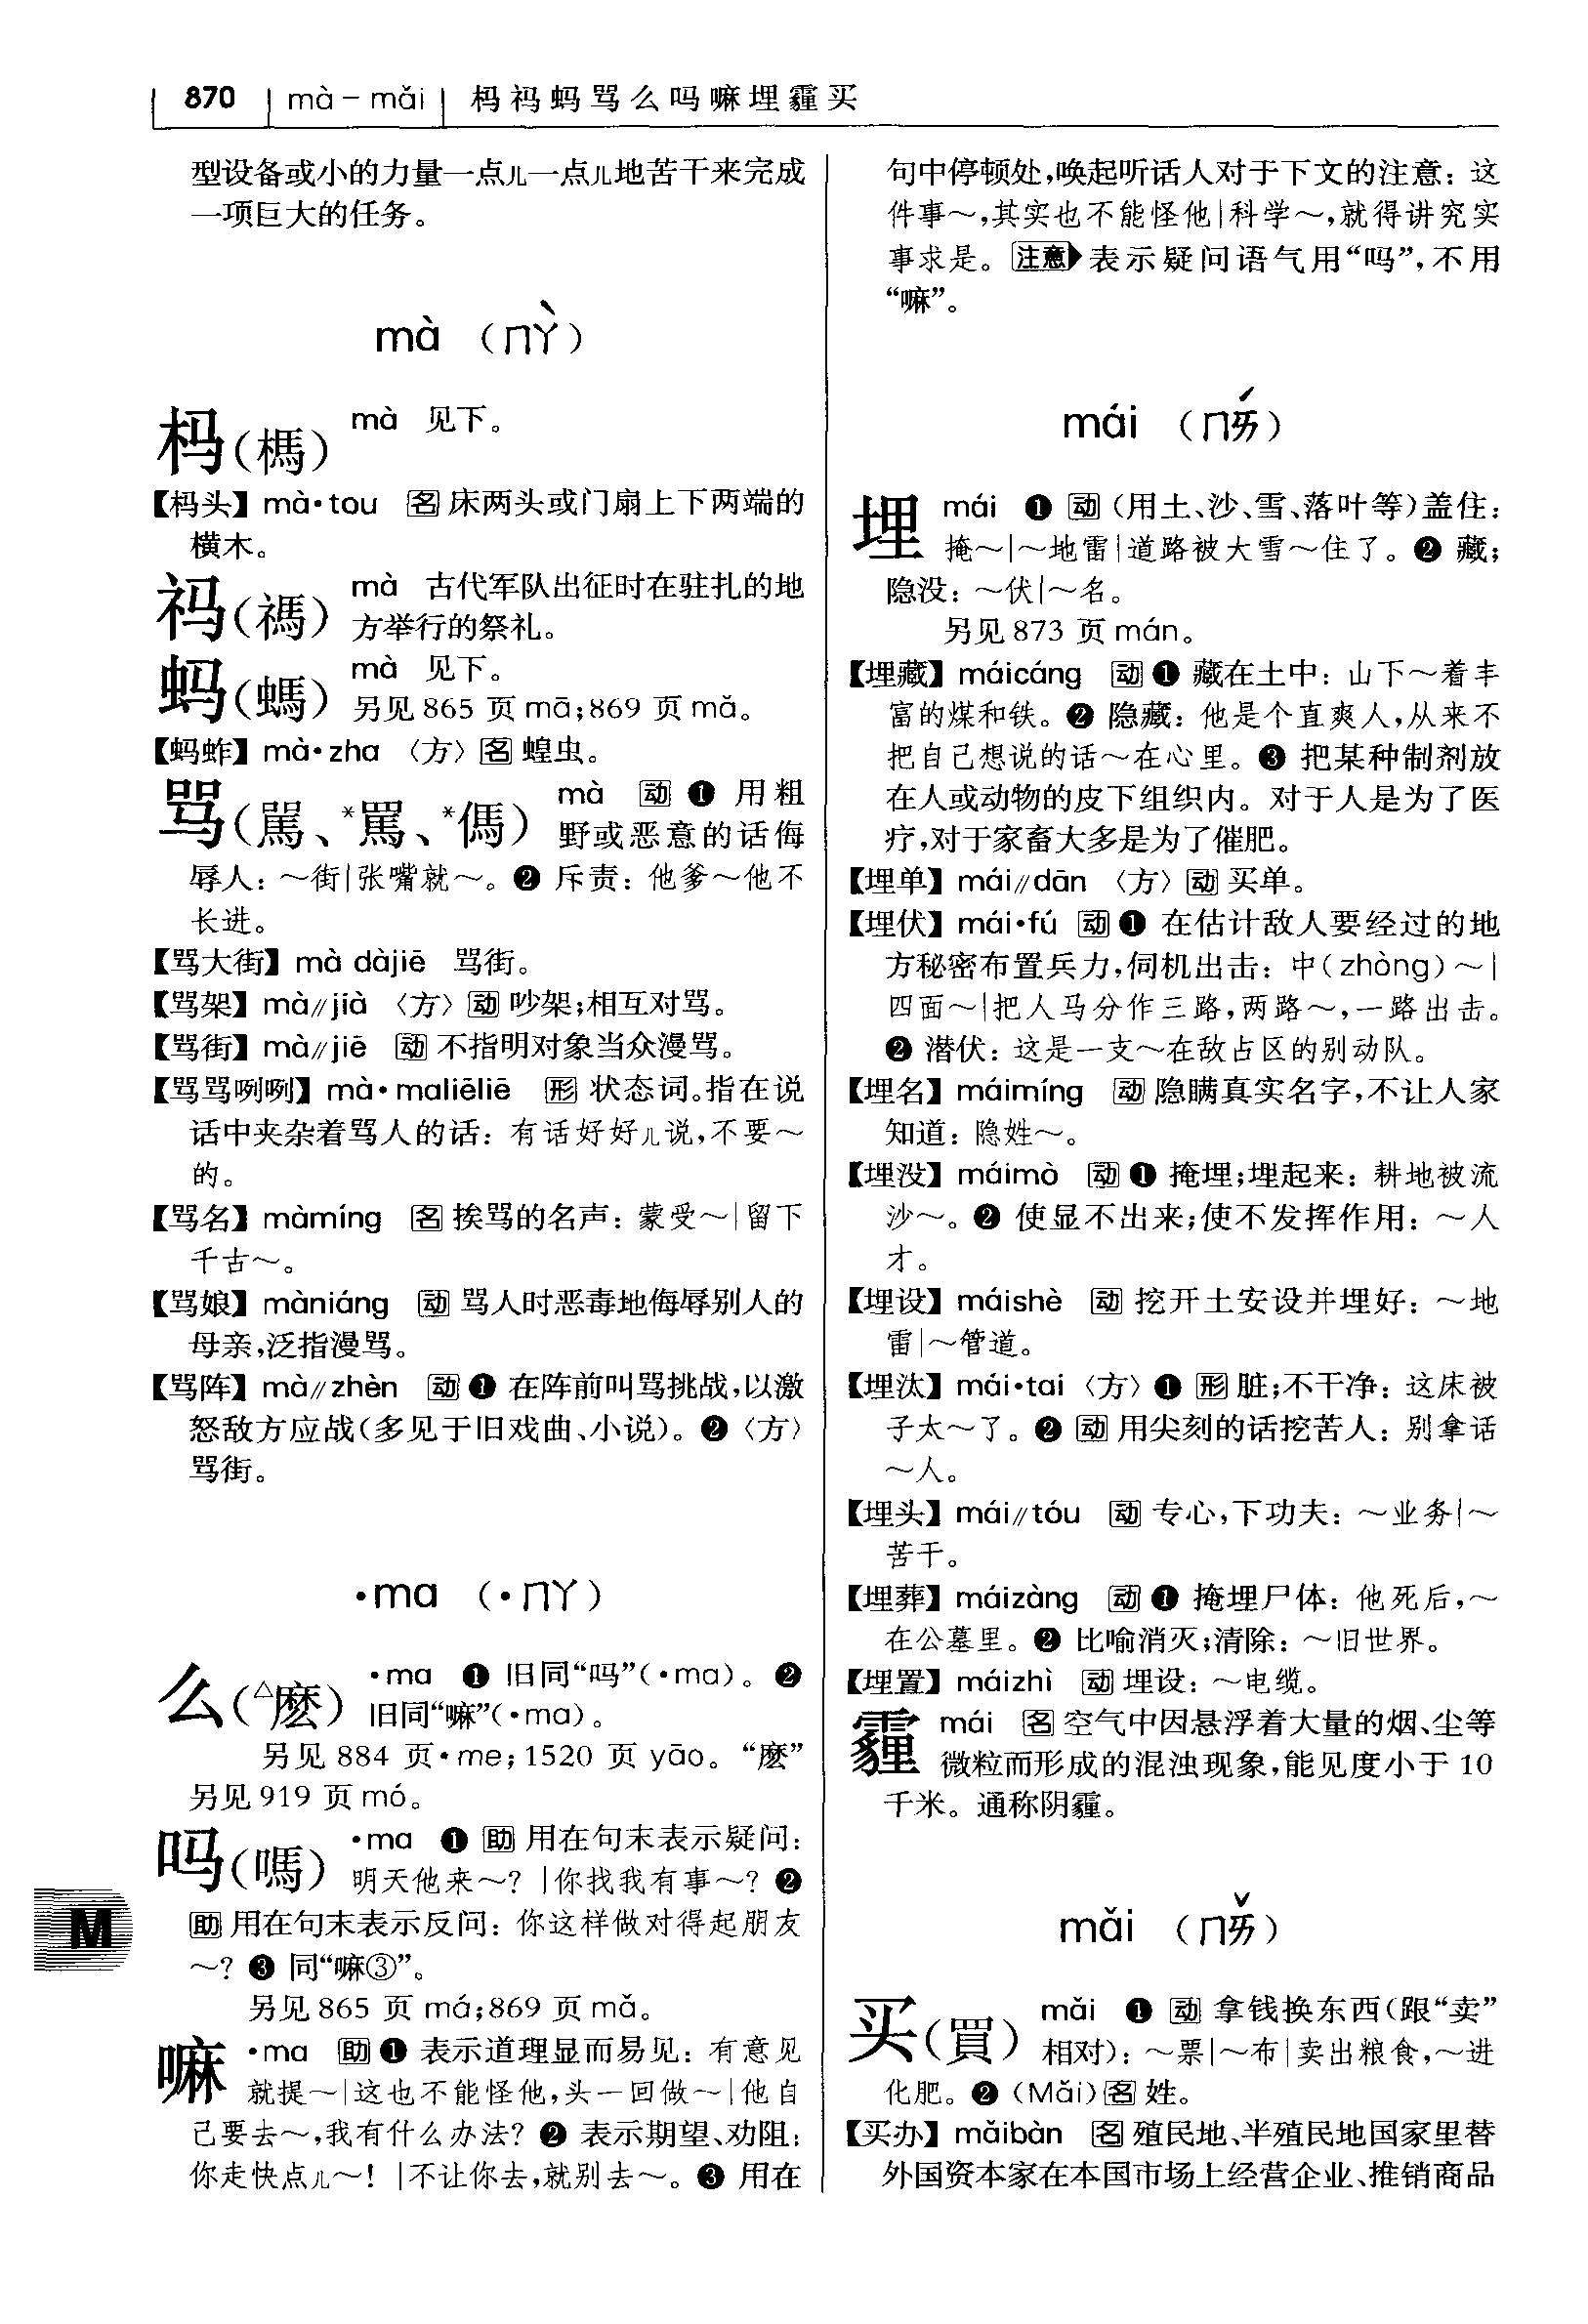 870 mà－mǎi 杩祃蚂骂么吗嘛埋霾买
型设备或小的力量一点儿一点儿地苦干来完成
一项巨大的任务。
mà （ㄇㄚˋ）
杩（榪） mà 见下。
【杩头】mà·tou 名 床两头或门扇上下两端的
横木。
祃（禡） mà 古代军队出征时在驻扎的地
方举行的祭礼。
蚂（螞） mà 见下。
另见865 页 mā；869 页 mǎ。
【蚂蚱】mà·zha 〈方〉名 蝗虫。
骂（罵、*駡、*傌） mà 动 ❶ 用粗
野或恶意的话侮
辱人：～街|张嘴就～。❷ 斥责：他爹～他不
长进。
【骂大街】mà dàjiē 骂街。
【骂架】mà∥jià 〈方〉动 吵架；相互对骂。
【骂街】mà∥jiē 动 不指明对象当众漫骂。
【骂骂咧咧】mà·maliēliē 形 状态词。指在说
话中夹杂着骂人的话：有话好好儿说，不要～
的。
【骂名】màmíng 名 挨骂的名声：蒙受～|留下
千古～。
【骂娘】màniáng 动 骂人时恶毒地侮辱别人的
母亲，泛指漫骂。
【骂阵】mà∥zhèn 动 ❶ 在阵前叫骂挑战，以激
怒敌方应战（多见于旧戏曲、小说）。❷〈方〉
骂街。
·ma （·ㄇㄚ）
么（△麽） ·ma ❶ 旧同“吗”（·ma）。❷
旧同“嘛”（·ma）。
另见 884 页·me；1520 页 yāo。“麽”
另见 919 页 mó。
吗（嗎） ·ma ❶ 助 用在句末表示疑问：
明天他来～？|你找我有事～？❷
助 用在句末表示反问：你这样做对得起朋友
～？❸ 同“嘛③”。
另见 865 页 má；869 页 mǎ。
嘛 ·ma 助 ❶ 表示道理显而易见：有意见
就提～|这也不能怪他，头一回做～|他自
己要去～，我有什么办法？❷ 表示期望、劝阻：
你走快点儿～！|不让你去，就别去～。❸ 用在
句中停顿处，唤起听话人对于下文的注意：这
件事～，其实也不能怪他|科学～，就得讲究实
事求是。注意 表示疑问语气用“吗”，不用
“嘛”。
mái （ㄇㄞˊ）
埋 mái ❶ 动（用土、沙、雪、落叶等）盖住：
掩～|～地雷|道路被大雪～住了。❷ 藏；
隐没：～伏|～名。
另见 873 页 mán。
【埋藏】máicáng 动 ❶ 藏在土中：山下～着丰
富的煤和铁。❷ 隐藏：他是个直爽人，从来不
把自己想说的话～在心里。❸ 把某种制剂放
在人或动物的皮下组织内。对于人是为了医
疗，对于家畜大多是为了催肥。
【埋单】mái∥dān 〈方〉动 买单。
【埋伏】mái·fú 动 ❶ 在估计敌人要经过的地
方秘密布置兵力，伺机出击：中（zhòng）～|
四面～|把人马分作三路，两路～，一路出击。
❷ 潜伏：这是一支～在敌占区的别动队。
【埋名】máimíng 动 隐瞒真实名字，不让人家
知道：隐姓～。
【埋没】máimò 动 ❶ 掩埋；埋起来：耕地被流
沙～。❷ 使显不出来；使不发挥作用：～人
才。
【埋设】máishè 动 挖开土安设并埋好：～地
雷|～管道。
【埋汰】mái·tai〈方〉❶ 形 脏；不干净：这床被
子太～了。❷ 动 用尖刻的话挖苦人：别拿话
～人。
【埋头】mái∥tóu 动 专心，下功夫：～业务|～
苦干。
【埋葬】máizàng 动 ❶ 掩埋尸体：他死后，～
在公墓里。❷ 比喻消灭；清除：～旧世界。
【埋置】máizhì 动 埋设：～电缆。
霾 mái 名 空气中因悬浮着大量的烟、尘等
微粒而形成的混浊现象，能见度小于 10
千米。通称阴霾。
mǎi （ㄇㄞˇ）
买（買） mǎi ❶ 动 拿钱换东西（跟“卖”
相对）：～票|～布|卖出粮食，～进
化肥。❷（Mǎi）名 姓。
【买办】mǎibàn 名 殖民地、半殖民地国家里替
外国资本家在本国市场上经营企业、推销商品
M